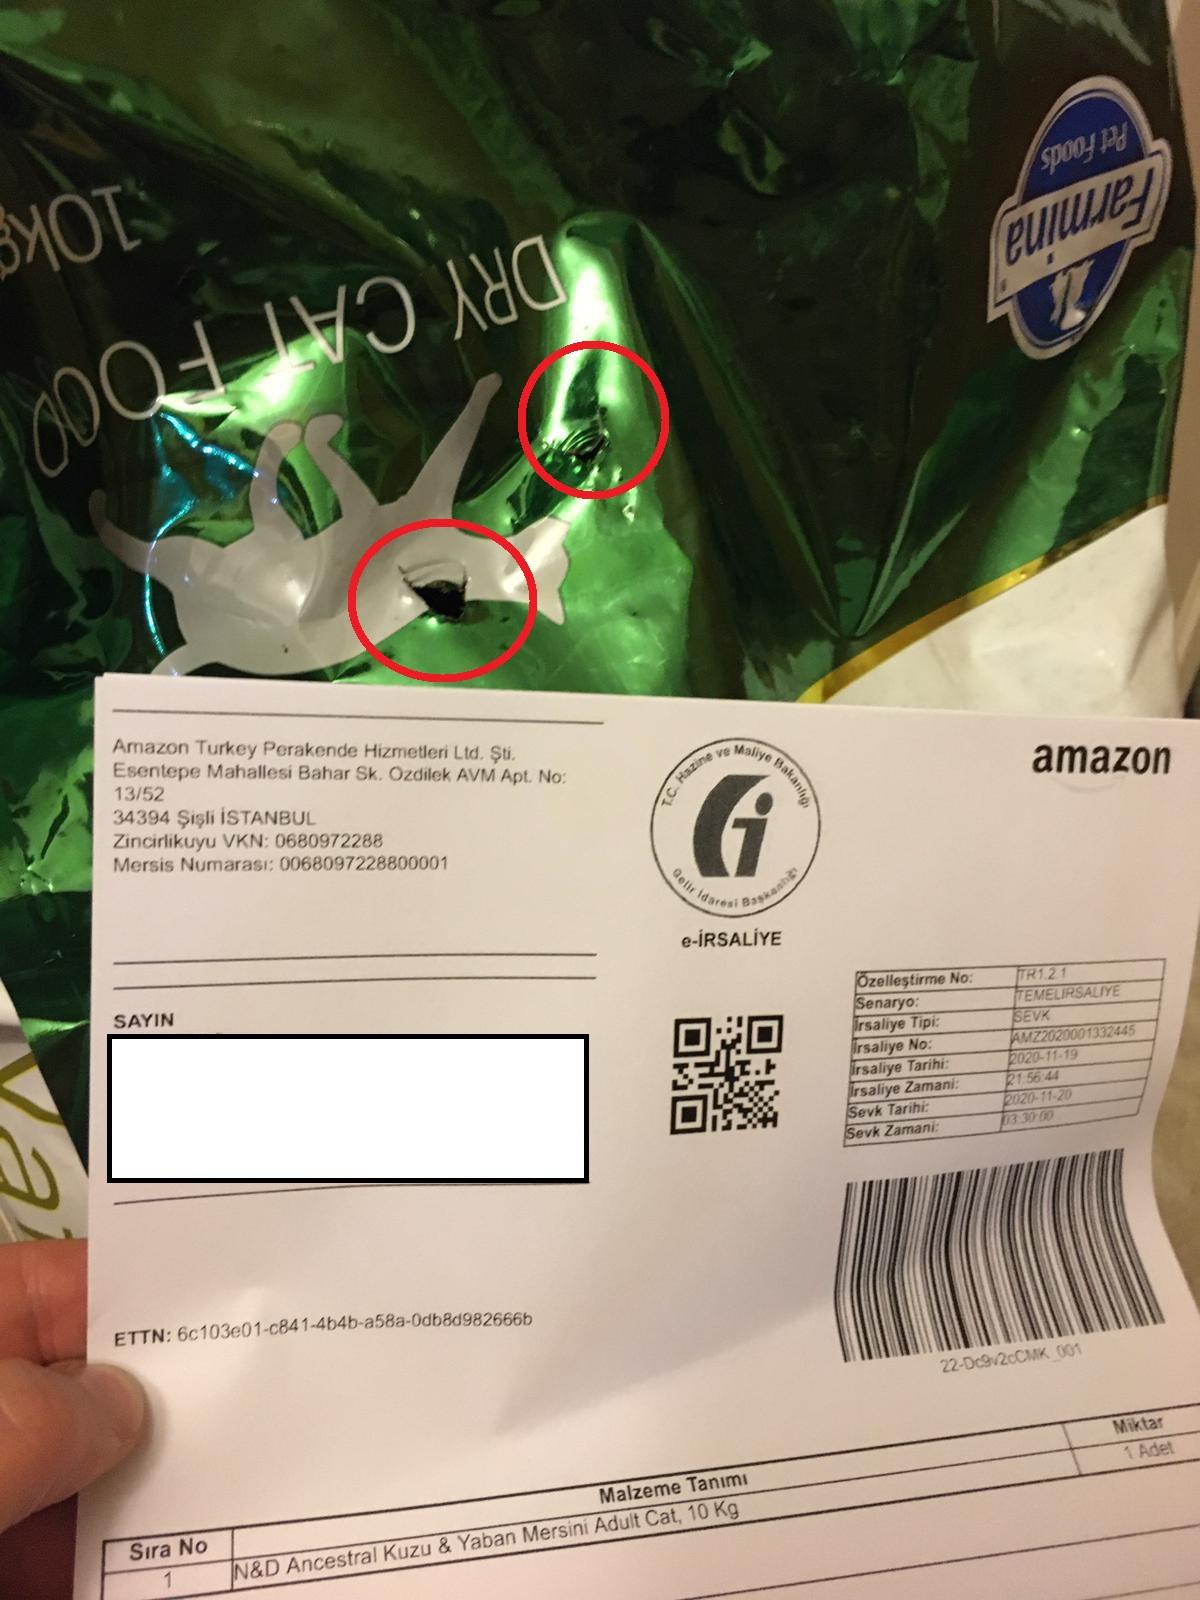 Farmina
Pet Foods
DRY CAT FOOD
10kg
Amazon Turkey Perakende Hizmetleri Ltd. Şti.
Esentepe Mahallesi Bahar Sk. Ozdilek AVM Apt. No:
13/52
34394 Şişli İSTANBUL
Zincirlikuyu VKN: 0680972288
Mersis Numarası: 0068097228800001
T.C. Hazine ve Maliye Bakanlığı
Gelir İdaresi Başkanlığı
e-İRSALİYE
amazon
SAYIN
Özelleştirme No: TR1.2.1
Senaryo: TEMELIRSALIYE
İrsaliye Tipi: SEVK
İrsaliye No: AMZ2020001332445
İrsaliye Tarihi: 2020-11-19
İrsaliye Zamani: 21:56:44
Sevk Tarihi: 2020-11-20
Sevk Zamani: 03:30:00
22-Dc9v2cCMK_001
ETTN: 6c103e01-c841-4b4b-a58a-0db8d982666b
Sıra No Malzeme Tanımı Miktar
1 N&D Ancestral Kuzu & Yaban Mersini Adult Cat, 10 Kg 1 Adet